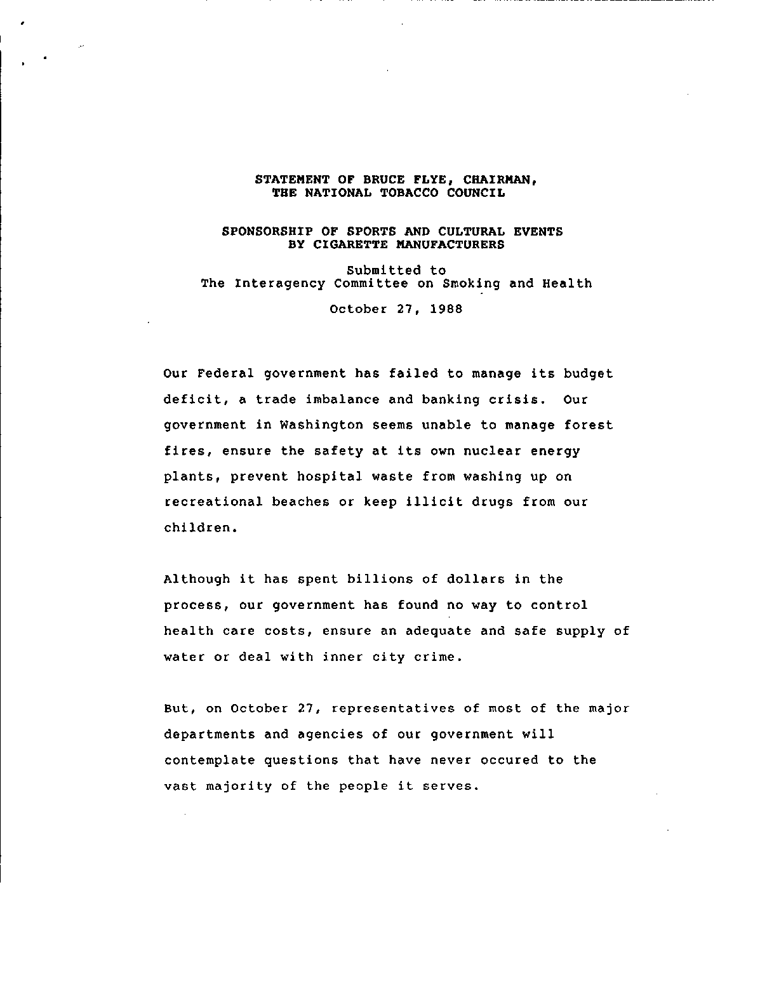 STATEMENT OF BRUCE FLYE, CHAIRMAN,
THE NATIONAL TOBACCO COUNCIL
SPONSORSHIP OF SPORTS AND CULTURAL EVENTS
BY CIGARETTE MANUFACTURERS
Submitted to
The Interagency Committee on Smoking and Health
October 27, 1988
Our Federal government has failed to manage its budget
deficit, a trade imbalance and banking crisis.  Our
government in Washington seems unable to manage forest
fires, ensure the safety at its own nuclear energy
plants, prevent hospital waste from washing up on
recreational beaches or keep illicit drugs from our
children.
Although it has spent billions of dollars in the
process, our government has found no way to control
health care costs, ensure an adequate and safe supply of
water or deal with inner city crime.
But, on October 27, representatives of most of the major
departments and agencies of our government will
contemplate questions that have never occured to the
vast majority of the people it serves.